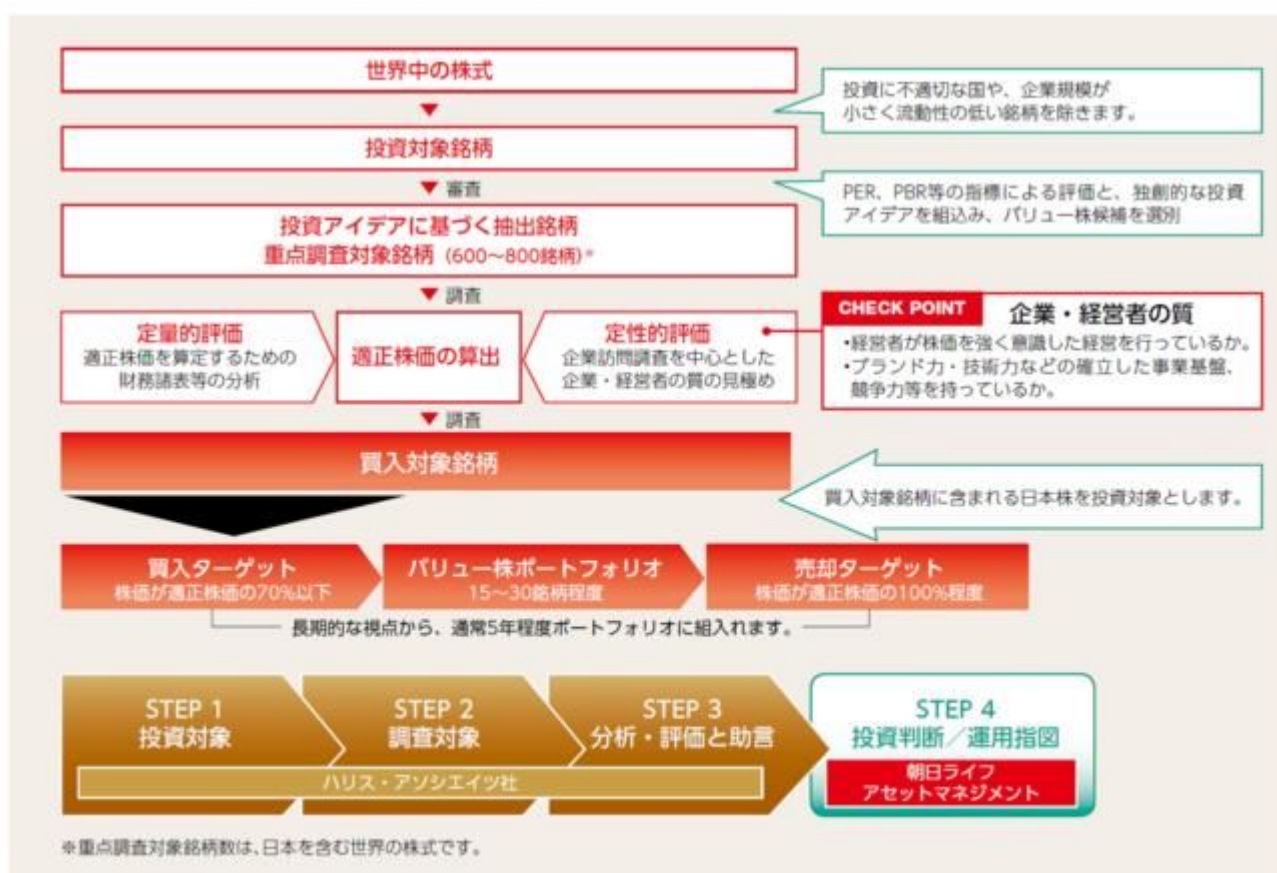 世界中の株式
投資に不適切な国や、企業規模が
小さく流動性の低い銘柄を除きます。
▼
投資対象銘柄
▼ 審査
PER、PBR等の指標による評価と、独創的な投資
アイデアを組込み、バリュー株候補を選別
投資アイデアに基づく抽出銘柄
重点調査対象銘柄（600～800銘柄）※
▼ 調査
定量的評価
適正株価を算定するための
財務諸表等の分析
適正株価の算出
定性的評価
企業訪問調査を中心とした
企業・経営者の質の見極め
CHECK POINT 企業・経営者の質
・経営者が株価を強く意識した経営を行っているか。
・ブランド力・技術力などの確立した事業基盤、
競争力等を持っているか。
▼ 調査
買入対象銘柄
買入対象銘柄に含まれる日本株を投資対象とします。
買入ターゲット
株価が適正株価の70%以下
バリュー株ポートフォリオ
15～30銘柄程度
売却ターゲット
株価が適正株価の100%程度
長期的な視点から、通常5年程度ポートフォリオに組入れます。
STEP 1
投資対象
STEP 2
調査対象
STEP 3
分析・評価と助言
ハリス・アソシエイツ社
STEP 4
投資判断／運用指図
朝日ライフ
アセットマネジメント
※重点調査対象銘柄数は、日本を含む世界の株式です。